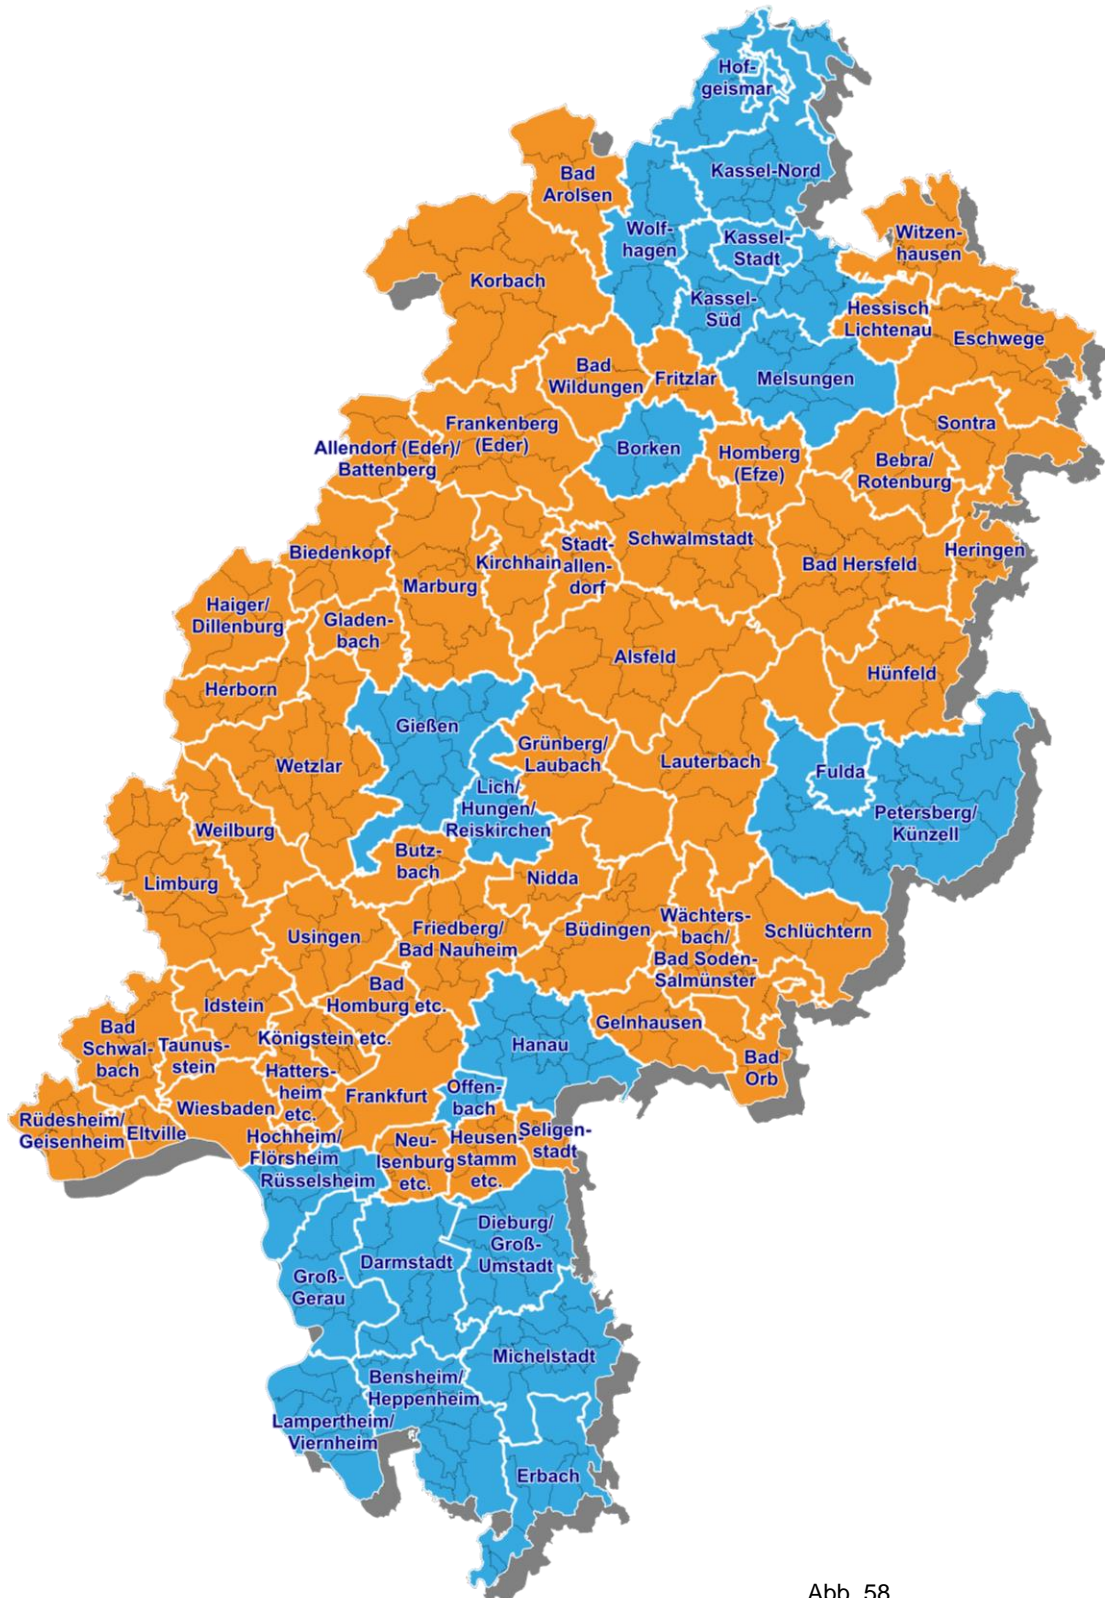 Hof-
geismar
Kassel-Nord
Bad
Arolsen
Wolf-
hagen
Kassel-
Stadt
Witzen-
hausen
Korbach
Kassel-
Süd
Hessisch
Lichtenau
Eschwege
Bad
Wildungen
Fritzlar
Melsungen
Frankenberg
(Eder)
Allendorf (Eder)/
Battenberg
Borken
Homberg
(Efze)
Sontra
Bebra/
Rotenburg
Biedenkopf
Marburg
Kirchhain
Stadt-
allen-
dorf
Schwalmstadt
Bad Hersfeld
Heringen
Haiger/
Dillenburg
Gladen-
bach
Alsfeld
Hünfeld
Herborn
Gießen
Wetzlar
Grünberg/
Laubach
Lauterbach
Fulda
Lich/
Hungen/
Reiskirchen
Petersberg/
Künzell
Weilburg
Butz-
bach
Limburg
Nidda
Usingen
Friedberg/
Bad Nauheim
Büdingen
Wächters-
bach/
Bad Soden-
Salmünster
Schlüchtern
Idstein
Bad
Homburg etc.
Bad
Schwal-
bach
Taunus-
stein
Königstein etc.
Hanau
Gelnhausen
Bad
Orb
Hatters-
heim
etc.
Frankfurt
Offen-
bach
Rüdesheim/
Geisenheim
Eltville
Wiesbaden
Hochheim/
Flörsheim
Neu-
Isenburg
etc.
Heusen-
stamm
etc.
Seligen-
stadt
Rüsselsheim
Dieburg/
Groß-
Umstadt
Darmstadt
Groß-
Gerau
Michelstadt
Bensheim/
Heppenheim
Lampertheim/
Viernheim
Erbach
Abb. 58